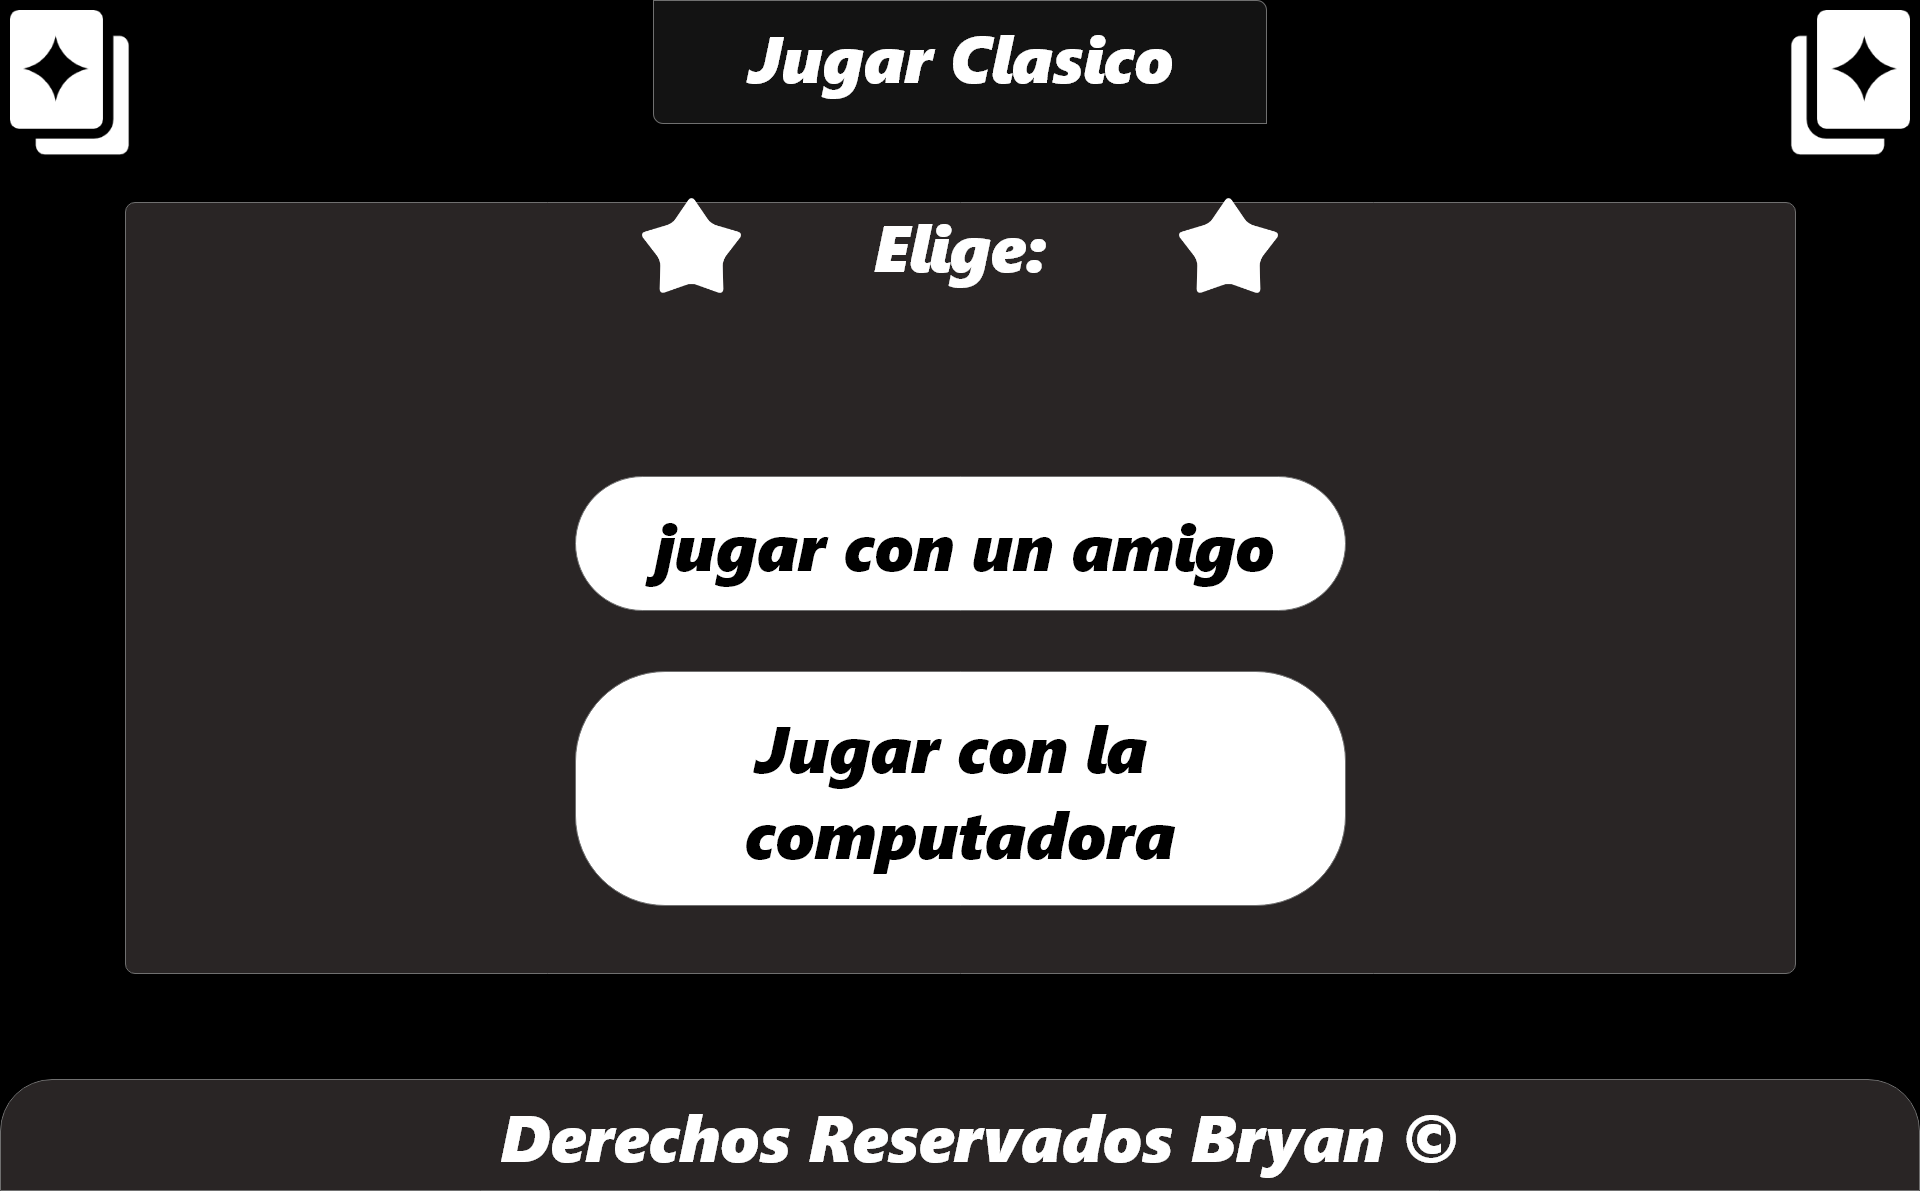 Jugar Clasico
Elige:
jugar con un amigo
Jugar con la
computadora
Derechos Reservados Bryan ©